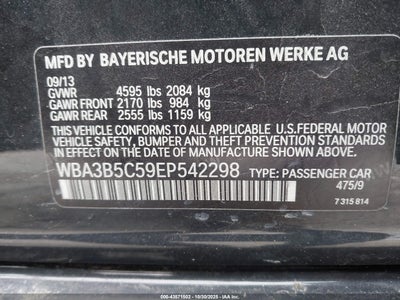 MFD BY BAYERISCHE MOTOREN WERKE AG
09/13
GVWR 4595 lbs 2084 kg
GAWR FRONT 2170 lbs 984 kg
GAWR REAR 2555 lbs 1159 kg
THIS VEHICLE CONFORMS TO ALL APPLICABLE U.S.FEDERAL MOTOR
VEHICLE SAFETY, BUMPER AND THEFT PREVENTION STANDARDS
IN EFFECT ON THE DATE OF MANUFACTURE SHOWN ABOVE.
WBA3B5C59EP542298 TYPE: PASSENGER CAR
475/9
7 315 814
000-43571503 - 10/30/2025 - IAA Inc.